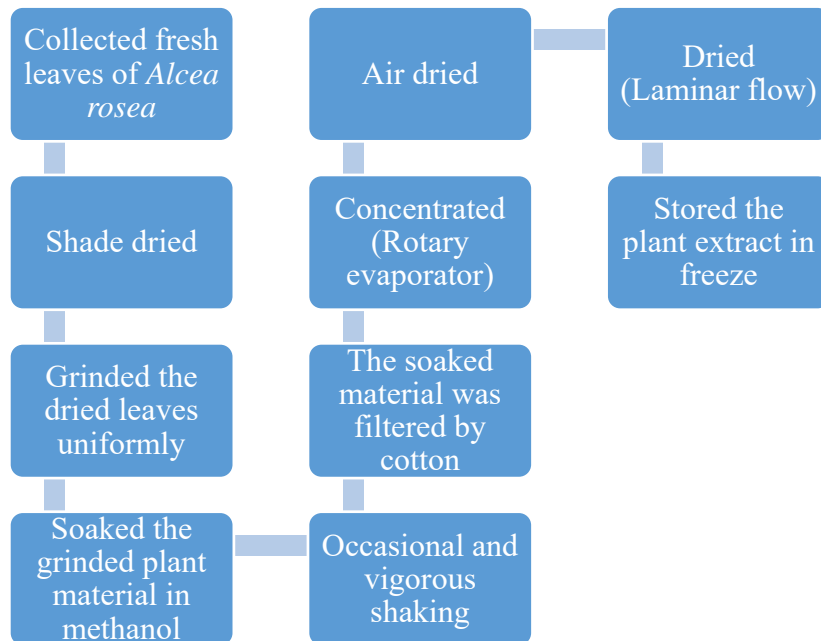 Collected fresh
leaves of Alcea
rosea
Shade dried
Grinded the
dried leaves
uniformly
Soaked the
grinded plant
material in
methanol
Occasional and
vigorous
shaking
The soaked
material was
filtered by
cotton
Concentrated
(Rotary
evaporator)
Air dried
Dried
(Laminar flow)
Stored the
plant extract in
freeze